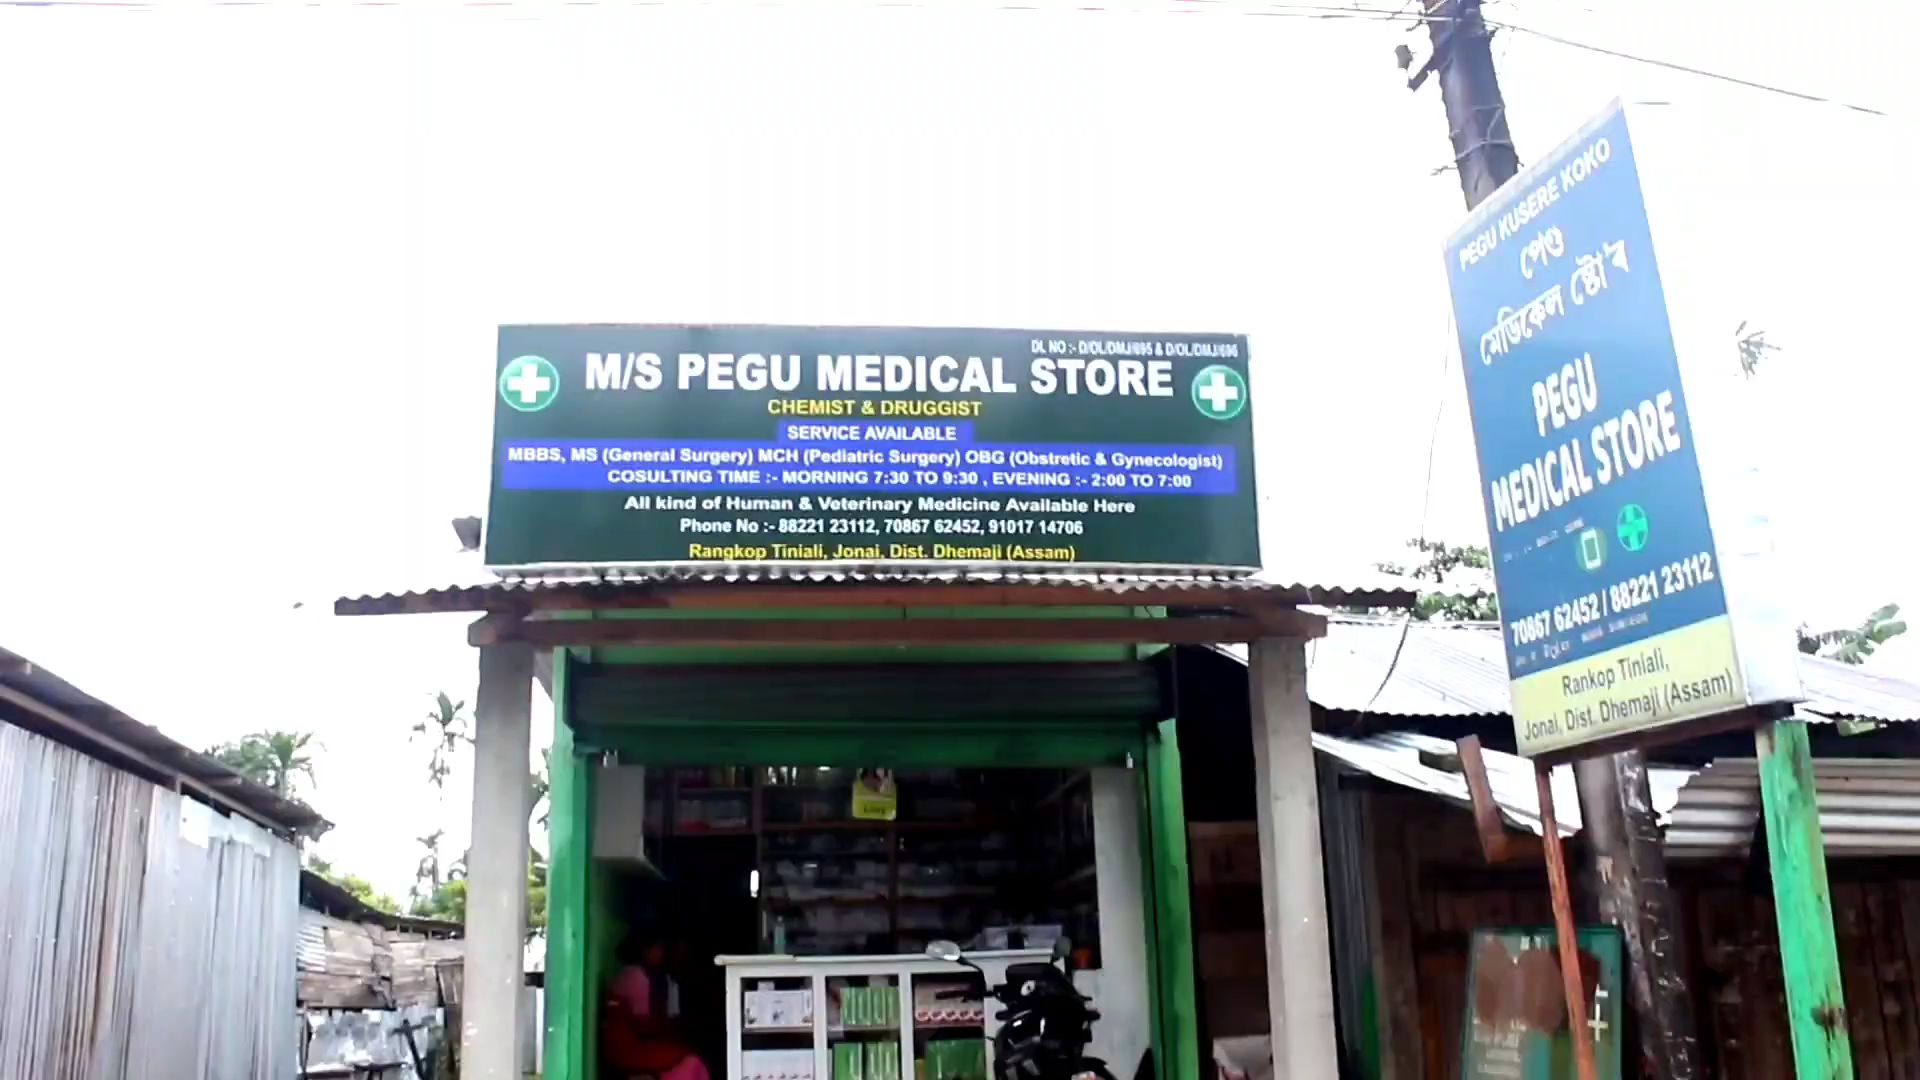 DL NO :- D/OL/DMJ/695 & D/OL/DMJ/696
M/S PEGU MEDICAL STORE
CHEMIST & DRUGGIST
SERVICE AVAILABLE
MBBS, MS (General Surgery) MCH (Pediatric Surgery) OBG (Obstretic & Gynecologist)
COSULTING TIME :- MORNING 7:30 TO 9:30 , EVENING :- 2:00 TO 7:00
All kind of Human & Veterinary Medicine Available Here
Phone No :- 88221 23112, 70867 62452, 91017 14706
Rangkop Tiniali, Jonai, Dist. Dhemaji (Assam)
PEGU KUSERE KOKO
পেগু
মেডিকেল ষ্টো'ৰ
PEGU
MEDICAL STORE
70867 62452 / 88221 23112
Rankop Tiniali,
Jonai, Dist. Dhemaji (Assam)